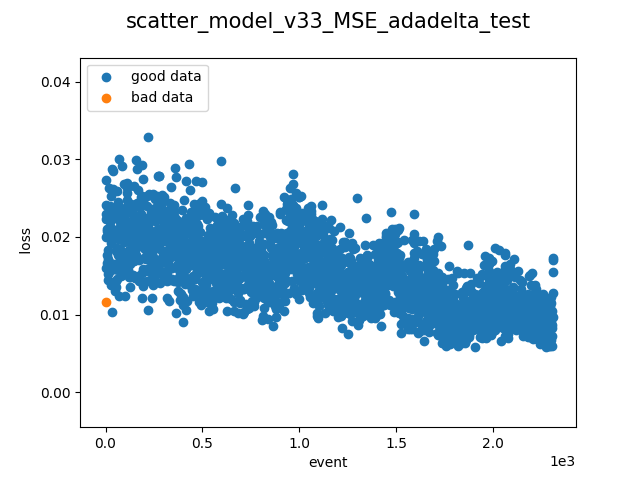 scatter_model_v33_MSE_adadelta_test
good data
bad data
0.04
0.03
0.02
0.01
0.00
loss
0.0
0.5
1.0
1.5
2.0
event
1e3